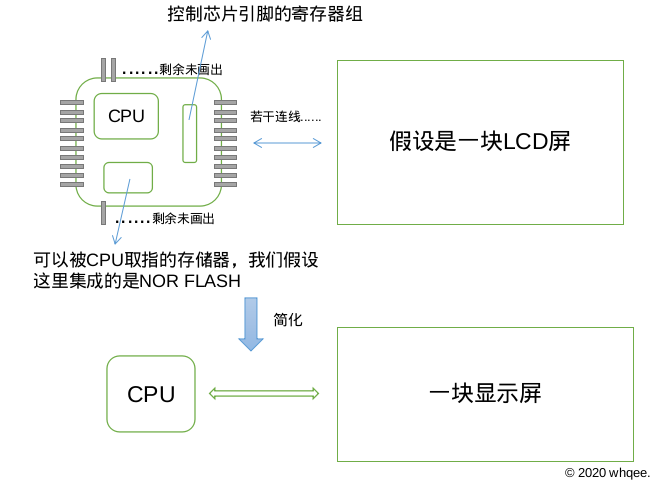 控制芯片引脚的寄存器组
......剩余未画出
CPU
若干连线......
假设是一块LCD屏
......剩余未画出
可以被CPU取指的存储器，我们假设
这里集成的是NOR FLASH
简化
CPU
一块显示屏
© 2020 whqee.